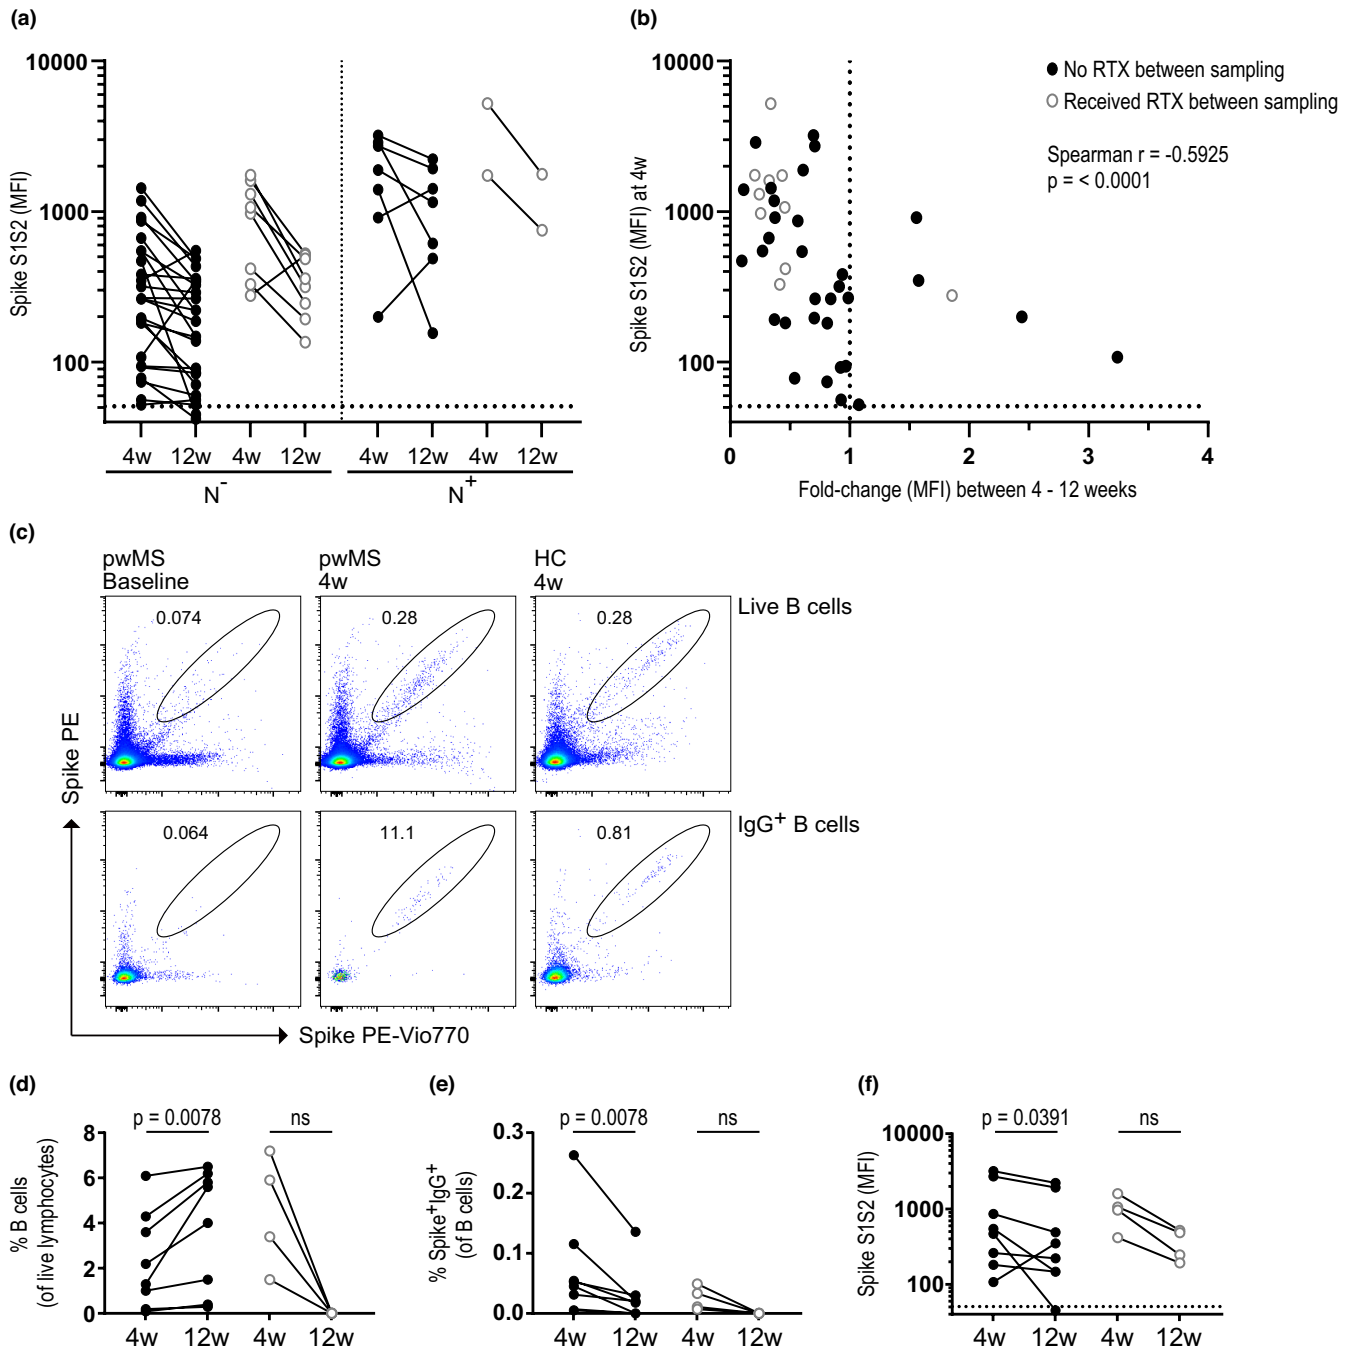 (a)
10000
1000
100
Spike S1S2 (MFI)
4w 12w 4w 12w 4w 12w 4w 12w
N- N+
(b)
10000
1000
100
Spike S1S2 (MFI) at 4w
0 1 2 3 4
Fold-change (MFI) between 4 - 12 weeks
No RTX between sampling
Received RTX between sampling
Spearman r = -0.5925
p = < 0.0001
(c)
pwMS
Baseline
pwMS
4w
HC
4w
0.074
0.28
0.28
Live B cells
0.064
11.1
0.81
IgG+ B cells
Spike PE
Spike PE-Vio770
(d)
p = 0.0078
ns
8
6
4
2
0
% B cells
(of live lymphocytes)
4w 12w 4w 12w
(e)
p = 0.0078
ns
0.3
0.2
0.1
0.0
% Spike+IgG+
(of B cells)
4w 12w 4w 12w
(f)
p = 0.0391
ns
10000
1000
100
Spike S1S2 (MFI)
4w 12w 4w 12w